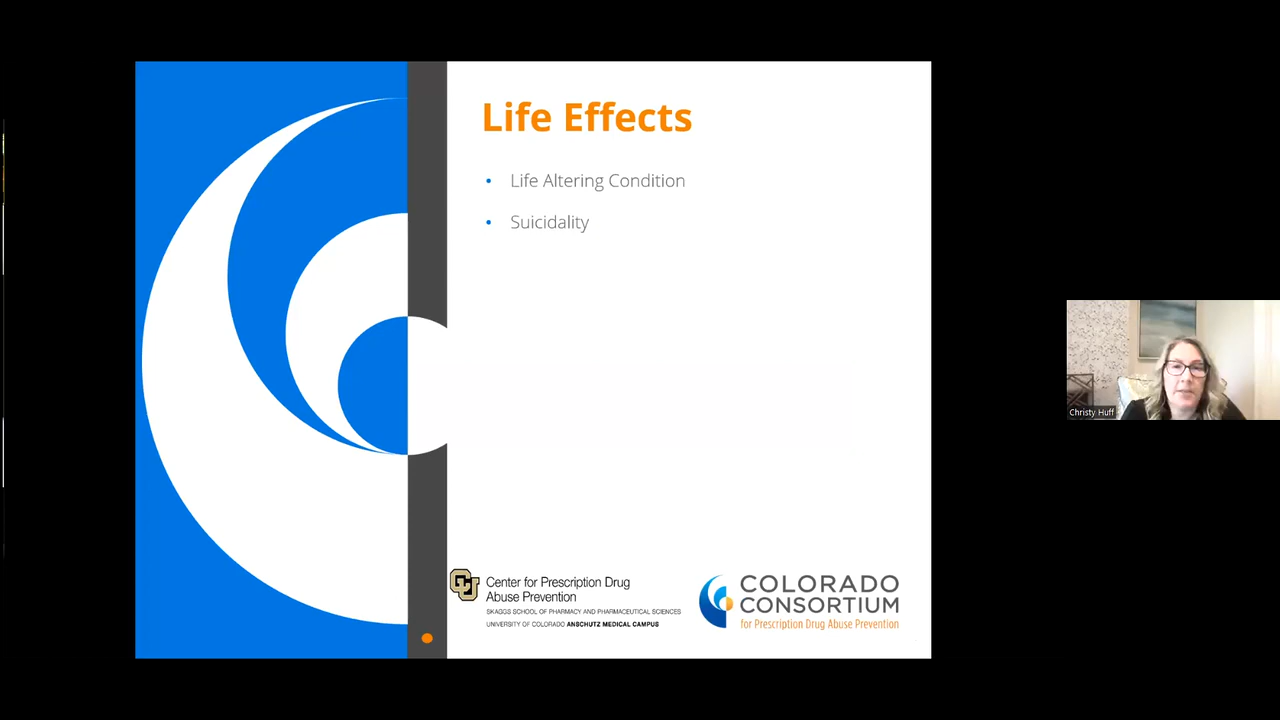 Life Effects
• Life Altering Condition
• Suicidality
CU
Center for Prescription Drug
Abuse Prevention
SKAGGS SCHOOL OF PHARMACY AND PHARMACEUTICAL SCIENCES
UNIVERSITY OF COLORADO ANSCHUTZ MEDICAL CAMPUS
COLORADO
CONSORTIUM
for Prescription Drug Abuse Prevention
Christy Huff